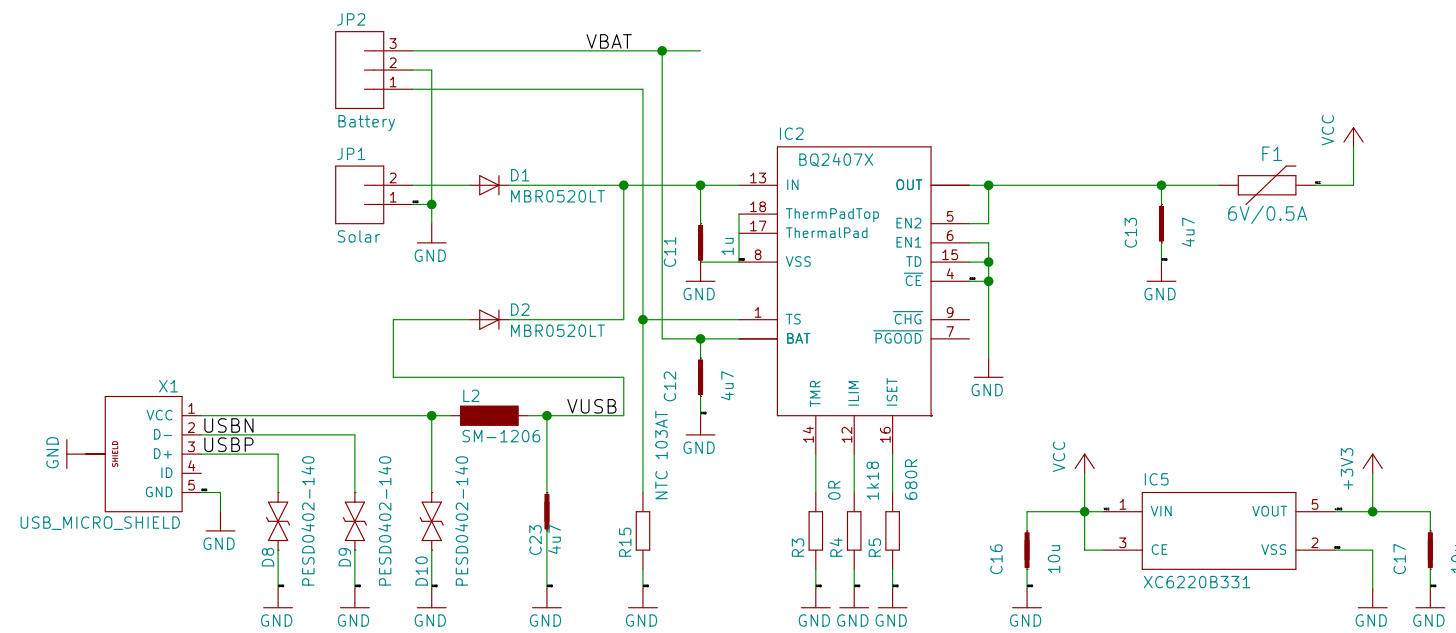 JP2
3
2
1
Battery
VBAT
JP1
2
1
Solar
GND
D1
MBR0520LT
D2
MBR0520LT
C11
1u
GND
C12
4u7
GND
IC2
BQ2407X
13 IN
18 ThermPadTop
17 ThermalPad
8 VSS
1 TS
BAT
OUT
EN2 5
EN1 6
TD 15
CE 4
CHG 9
PGOOD 7
TMR
ILIM
ISET
14
12
16
GND
C13
4u7
GND
F1
6V/0.5A
VCC
X1
VCC 1
D- 2
D+ 3
ID 4
GND 5
SHIELD
GND
USB_MICRO_SHIELD
USBN
USBP
GND
D8
PESD0402-140
GND
D9
PESD0402-140
GND
D10
PESD0402-140
GND
L2
SM-1206
VUSB
C23
4u7
GND
NTC 103AT
R15
GND
R3
0R
GND
R4
1k18
GND
R5
680R
GND
VCC
C16
10u
GND
IC5
1 VIN
3 CE
VOUT 5
VSS 2
XC6220B331
+3V3
GND
C17
GND